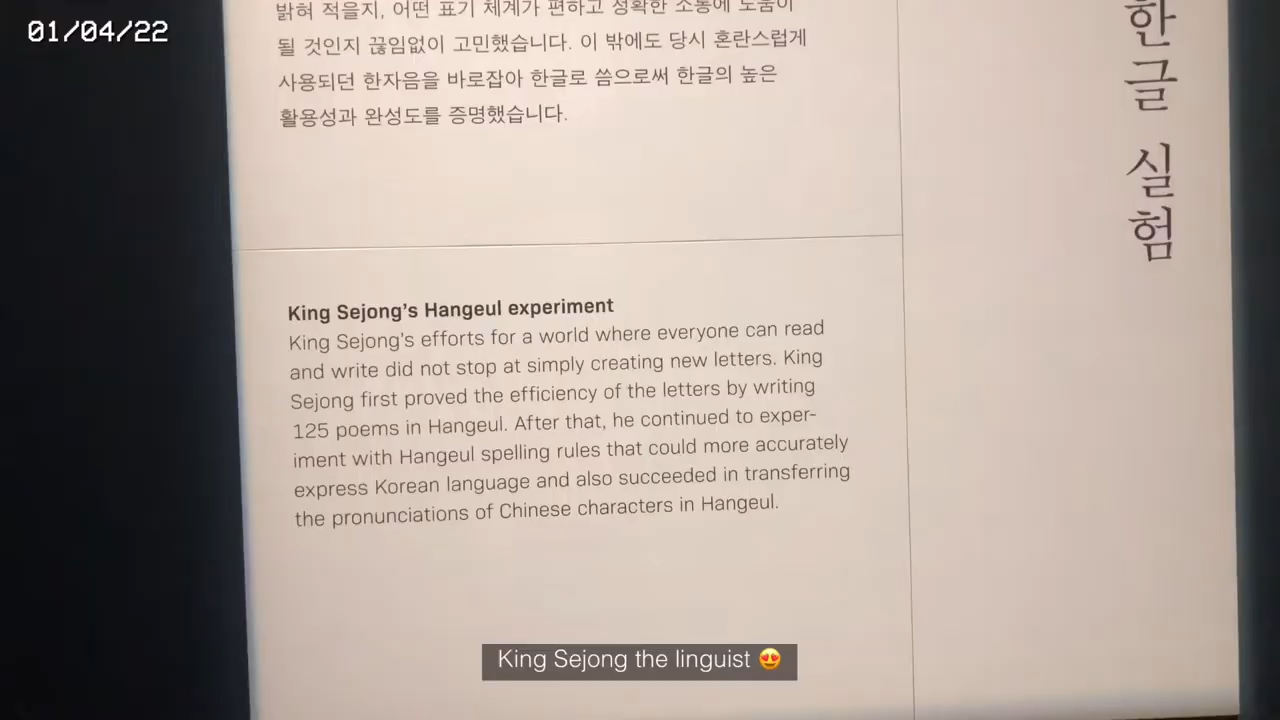 01/04/22
밝혀 적을지, 어떤 표기 체계가 편하고 정확한 소통에 도움이
될 것인지 끊임없이 고민했습니다. 이 밖에도 당시 혼란스럽게
사용되던 한자음을 바로잡아 한글로 씀으로써 한글의 높은
활용성과 완성도를 증명했습니다.
한글 실험
King Sejong's Hangeul experiment
King Sejong's efforts for a world where everyone can read
and write did not stop at simply creating new letters. King
Sejong first proved the efficiency of the letters by writing
125 poems in Hangeul. After that, he continued to exper-
iment with Hangeul spelling rules that could more accurately
express Korean language and also succeeded in transferring
the pronunciations of Chinese characters in Hangeul.
King Sejong the linguist 😍